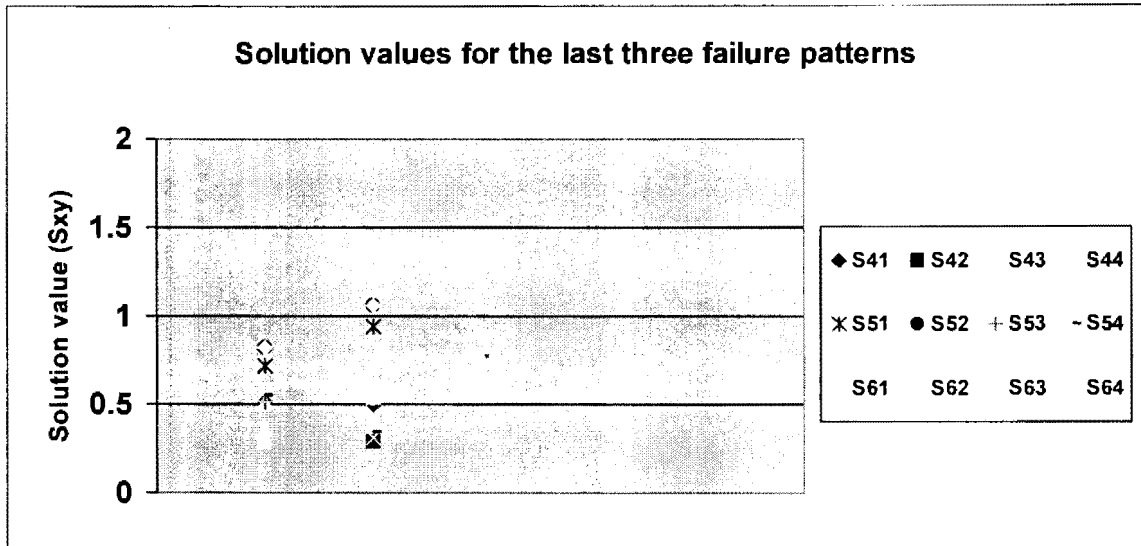 Solution values for the last three failure patterns
Solution value (Sxy)
2
1.5
1
0.5
0
S41 S42 S43 S44
S51 S52 S53 S54
S61 S62 S63 S64